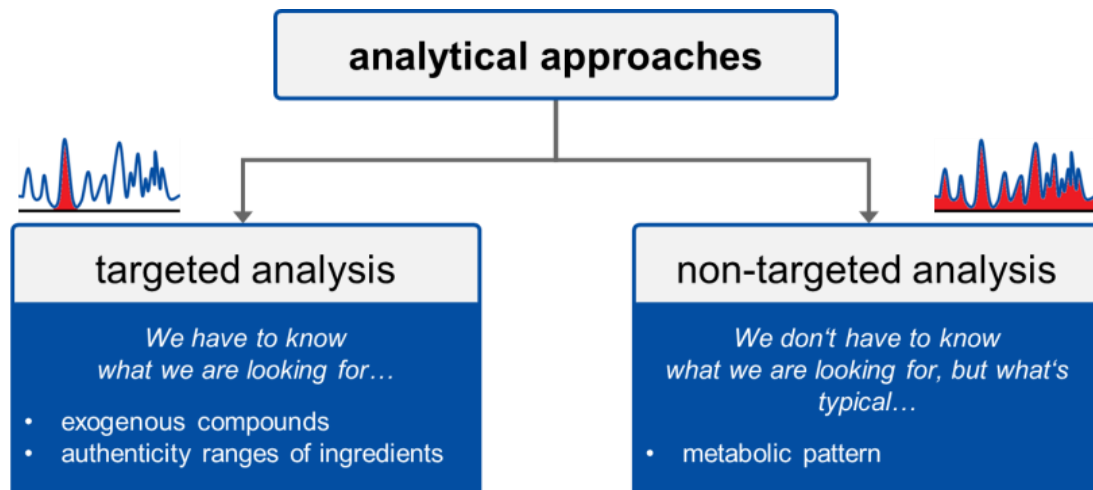 analytical approaches
targeted analysis
We have to know
what we are looking for…
• exogenous compounds
• authenticity ranges of ingredients
non-targeted analysis
We don‘t have to know
what we are looking for, but what‘s
typical…
• metabolic pattern